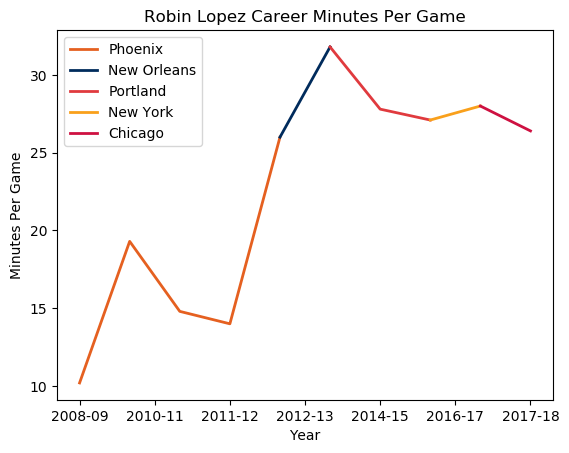 Robin Lopez Career Minutes Per Game
Phoenix
New Orleans
Portland
New York
Chicago
Minutes Per Game
30
25
20
15
10
2008-09 2010-11 2011-12 2012-13 2014-15 2016-17 2017-18
Year